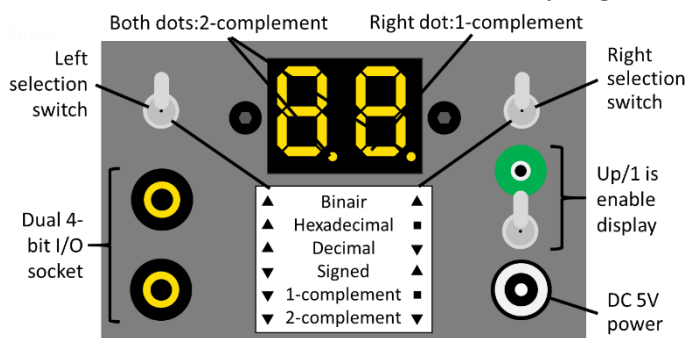 Both dots:2-complement
Right dot:1-complement
Left
selection
switch
Right
selection
switch
88
▲ Binair ▲
▲ Hexadecimal ■
▲ Decimal ▼
▼ Signed ▲
▼ 1-complement ■
▼ 2-complement ▼
Dual 4-
bit I/O
socket
Up/1 is
enable
display
DC 5V
power